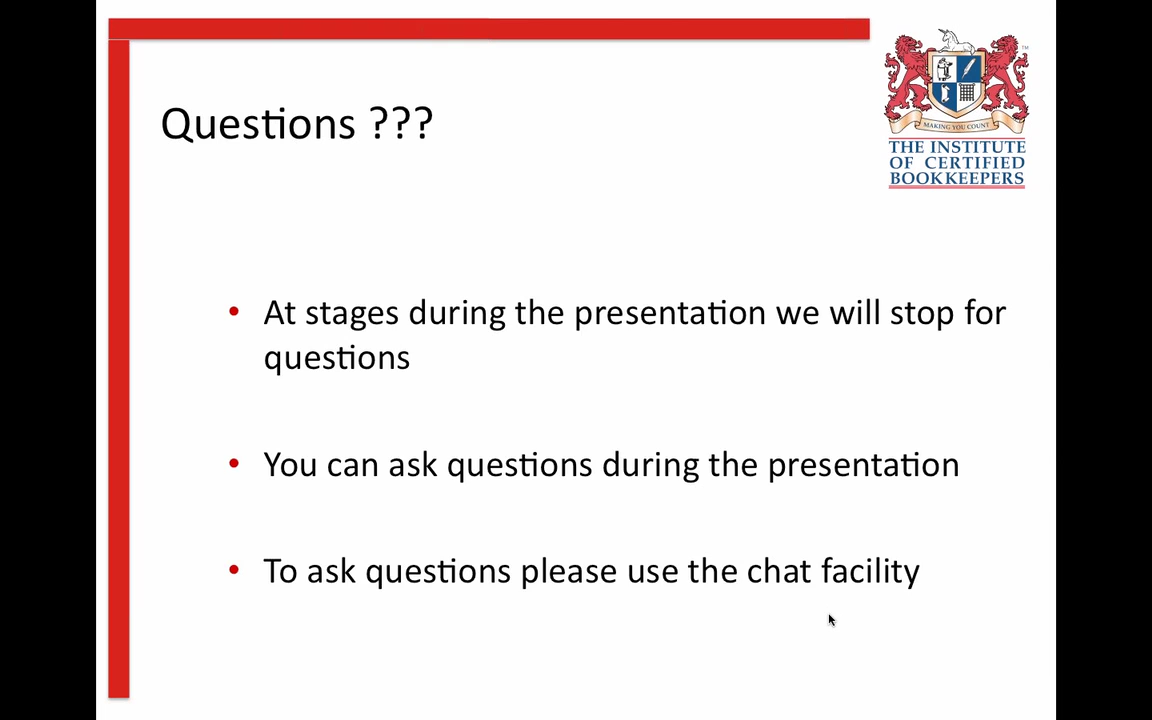 Questions ???
MAKING YOU COUNT
™
THE INSTITUTE
OF CERTIFIED
BOOKKEEPERS
• At stages during the presentation we will stop for
questions
• You can ask questions during the presentation
• To ask questions please use the chat facility